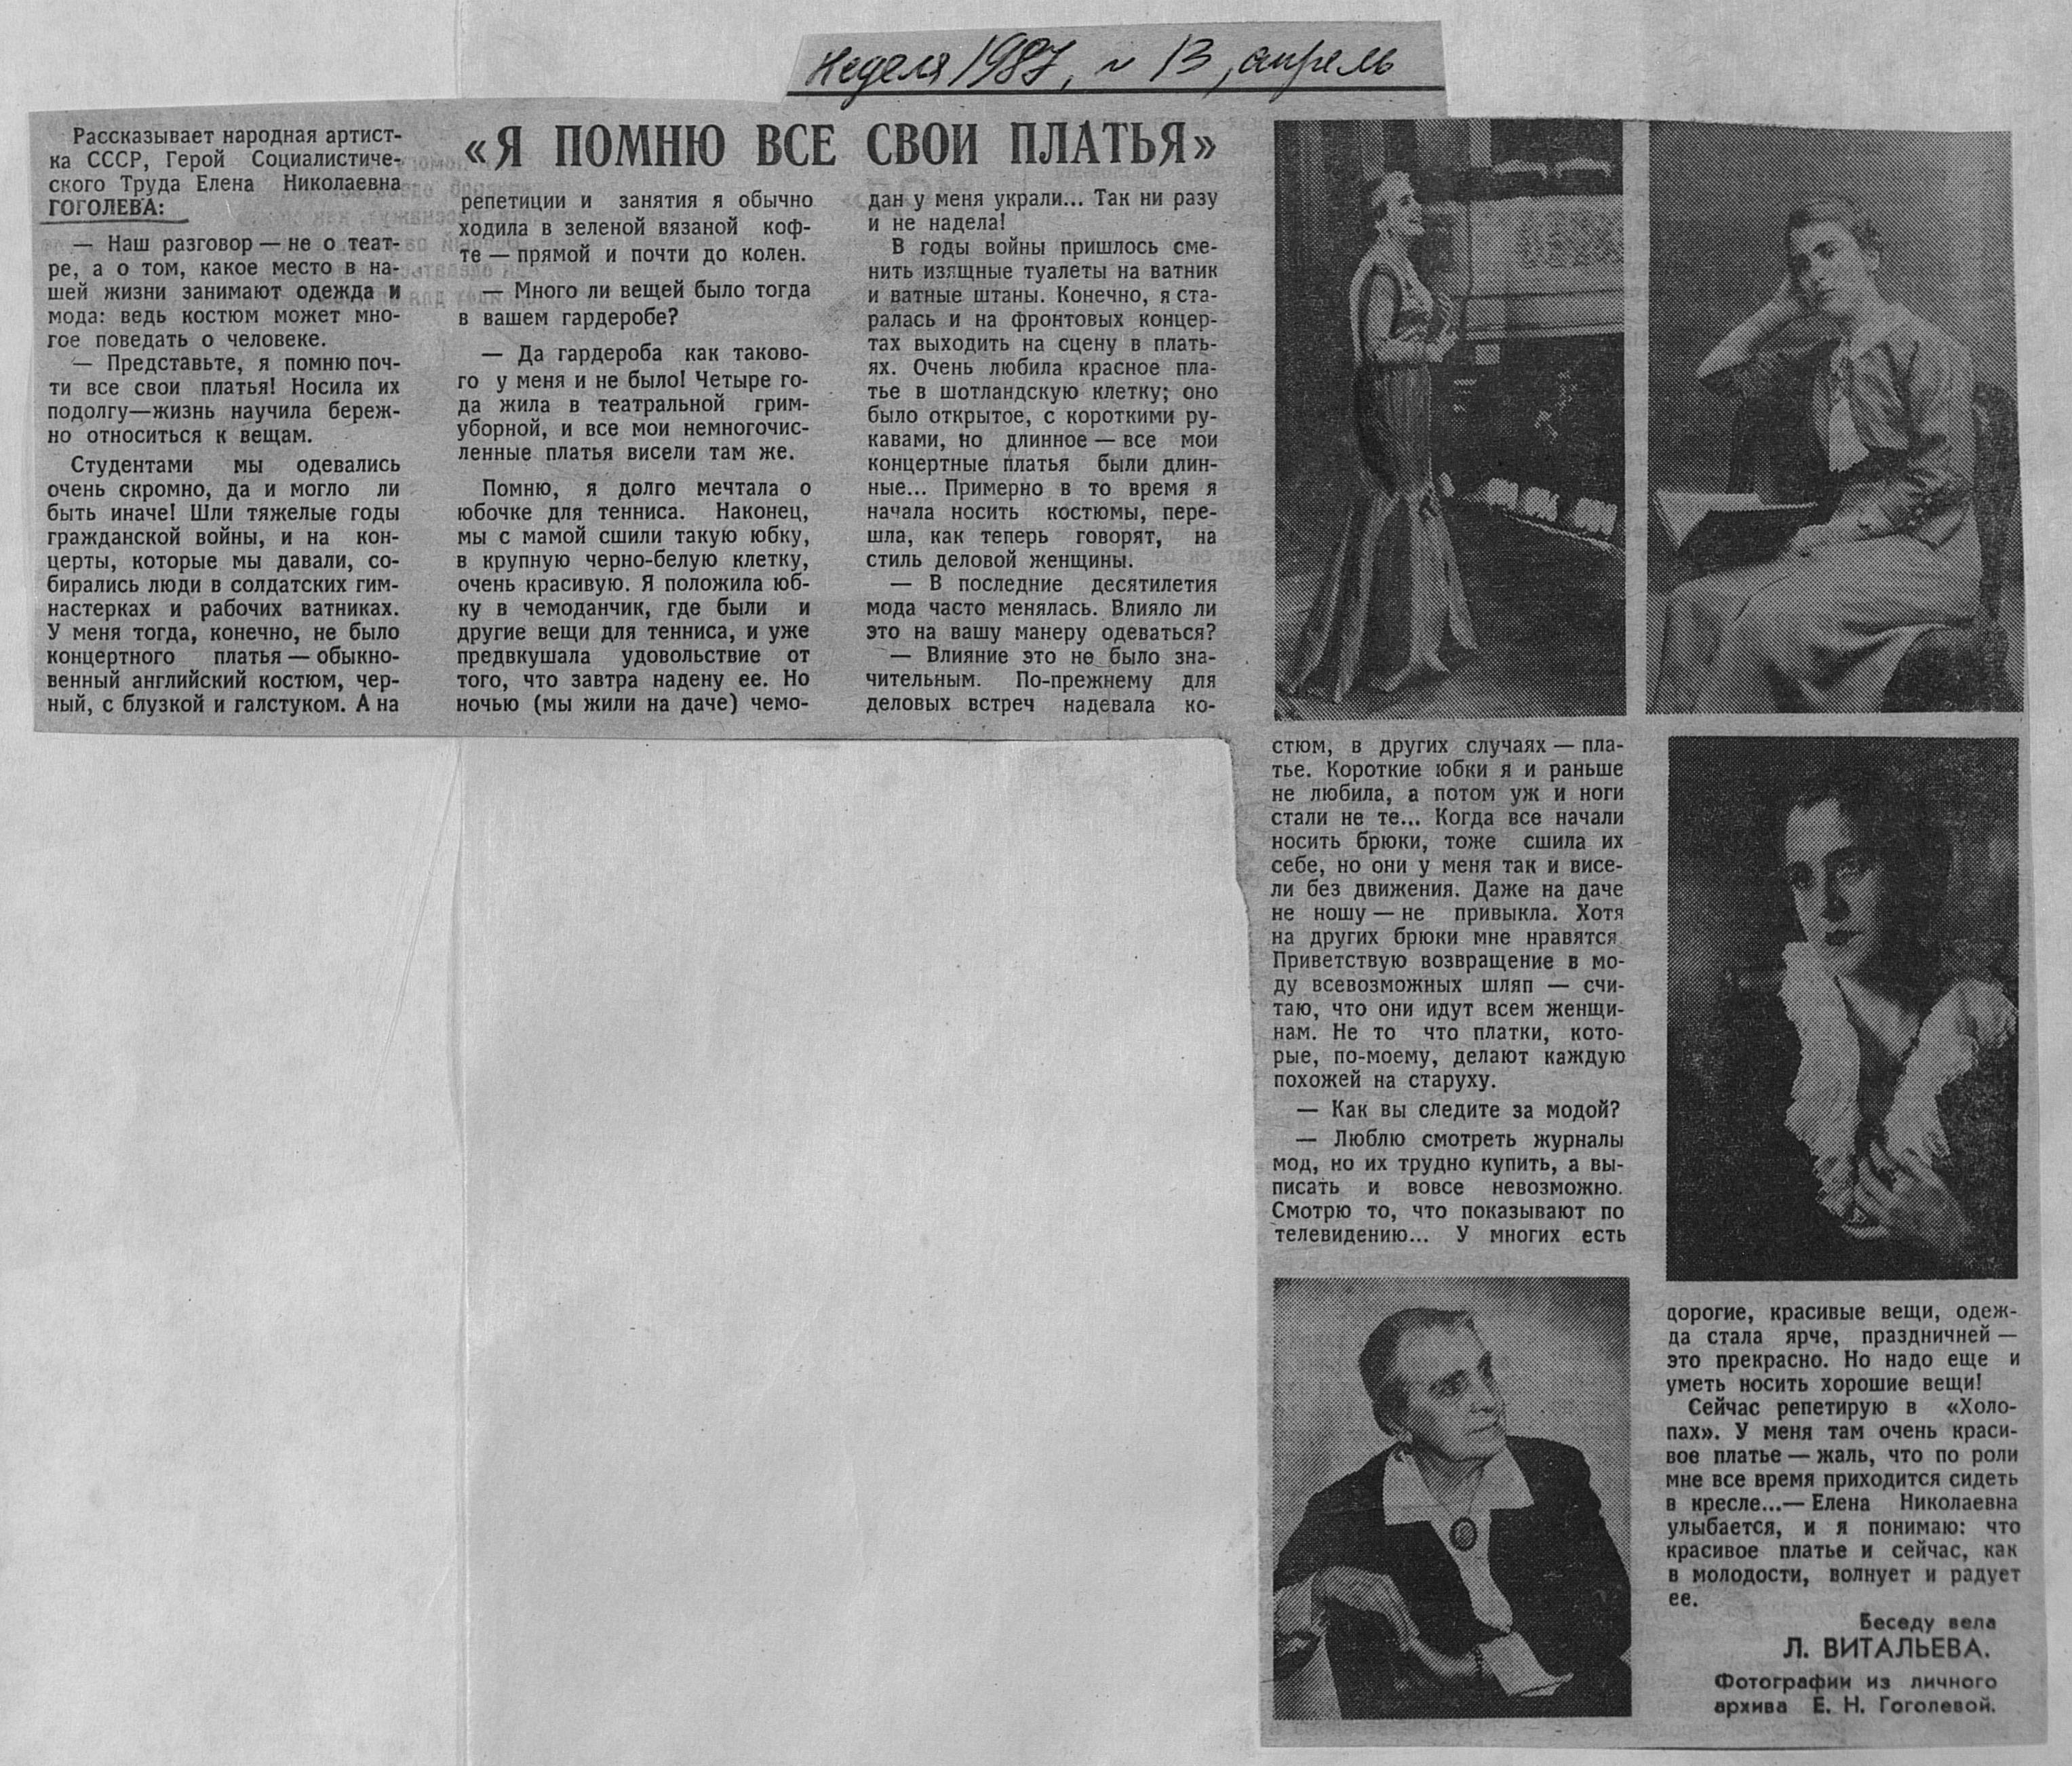 Неделя 1987, № 13, апрель
«Я ПОМНЮ ВСЕ СВОИ ПЛАТЬЯ»
Рассказывает народная артист-
ка СССР, Герой Социалистиче-
ского Труда Елена Николаевна
ГОГОЛЕВА:
— Наш разговор — не о теат-
ре, а о том, какое место в на-
шей жизни занимают одежда и
мода: ведь костюм может мно-
гое поведать о человеке.
— Представьте, я помню поч-
ти все свои платья! Носила их
подолгу—жизнь научила береж-
но относиться к вещам.
Студентами мы одевались
очень скромно, да и могло ли
быть иначе! Шли тяжелые годы
гражданской войны, и на кон-
церты, которые мы давали, со-
бирались люди в солдатских гим-
настерках и рабочих ватниках.
У меня тогда, конечно, не было
концертного платья — обыкно-
венный английский костюм, чер-
ный, с блузкой и галстуком. А на
репетиции и занятия я обычно
ходила в зеленой вязаной коф-
те — прямой и почти до колен.
— Много ли вещей было тогда
в вашем гардеробе?
— Да гардероба как таково-
го у меня и не было! Четыре го-
да жила в театральной грим-
уборной, и все мои немногочис-
ленные платья висели там же.
Помню, я долго мечтала о
юбочке для тенниса. Наконец,
мы с мамой сшили такую юбку,
в крупную черно-белую клетку,
очень красивую. Я положила юб-
ку в чемоданчик, где были и
другие вещи для тенниса, и уже
предвкушала удовольствие от
того, что завтра надену ее. Но
ночью (мы жили на даче) чемо-
дан у меня украли... Так ни разу
и не надела!
В годы войны пришлось сме-
нить изящные туалеты на ватник
и ватные штаны. Конечно, я ста-
ралась и на фронтовых концер-
тах выходить на сцену в плать-
ях. Очень любила красное пла-
тье в шотландскую клетку; оно
было открытое, с короткими ру-
кавами, но длинное — все мои
концертные платья были длин-
ные... Примерно в то время я
начала носить костюмы, пере-
шла, как теперь говорят, на
стиль деловой женщины.
— В последние десятилетия
мода часто менялась. Влияло ли
это на вашу манеру одеваться?
— Влияние это не было зна-
чительным. По-прежнему для
деловых встреч надевала ко-
стюм, в других случаях — пла-
тье. Короткие юбки я и раньше
не любила, а потом уж и ноги
стали не те... Когда все начали
носить брюки, тоже сшила их
себе, но они у меня так и висе-
ли без движения. Даже на даче
не ношу — не привыкла. Хотя
на других брюки мне нравятся
Приветствую возвращение в мо-
ду всевозможных шляп — счи-
таю, что они идут всем женщи-
нам. Не то что платки, кото-
рые, по-моему, делают каждую
похожей на старуху.
— Как вы следите за модой?
— Люблю смотреть журналы
мод, но их трудно купить, а вы-
писать и вовсе невозможно.
Смотрю то, что показывают по
телевидению... У многих есть
дорогие, красивые вещи, одеж-
да стала ярче, праздничней —
это прекрасно. Но надо еще и
уметь носить хорошие вещи!
Сейчас репетирую в «Холо-
пах». У меня там очень краси-
вое платье — жаль, что по роли
мне все время приходится сидеть
в кресле...— Елена Николаевна
улыбается, и я понимаю: что
красивое платье и сейчас, как
в молодости, волнует и радует
ее.
Беседу вела
Л. ВИТАЛЬЕВА.
Фотографии из личного
архива Е. Н. Гоголевой.